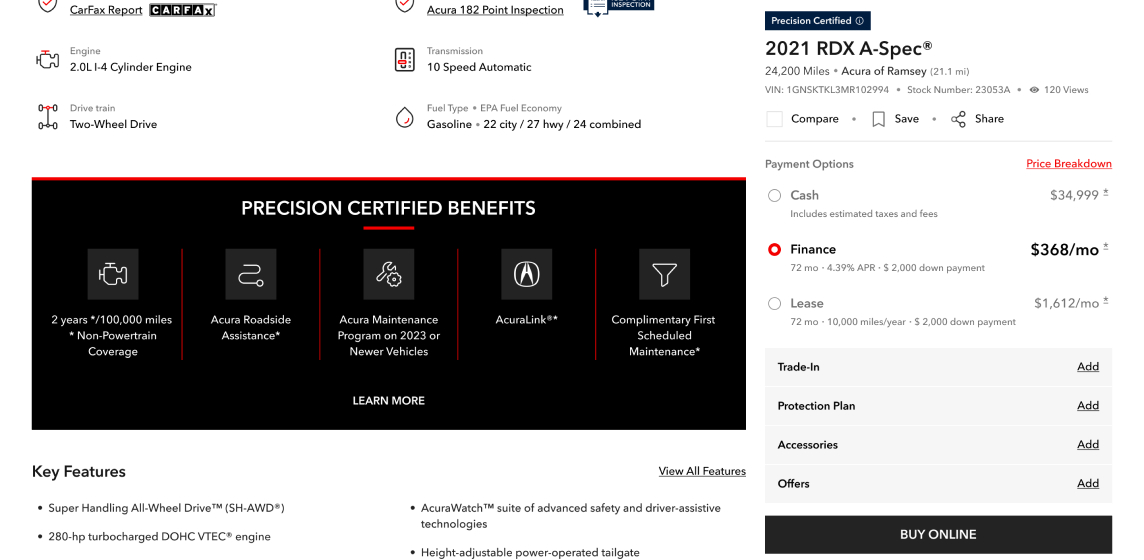 CarFax Report CARFAX
Acura 182 Point Inspection INSPECTION
Engine
2.0L I-4 Cylinder Engine
Transmission
10 Speed Automatic
Drive train
Two-Wheel Drive
Fuel Type • EPA Fuel Economy
Gasoline • 22 city / 27 hwy / 24 combined
PRECISION CERTIFIED BENEFITS
2 years */100,000 miles
* Non-Powertrain
Coverage
Acura Roadside
Assistance*
Acura Maintenance
Program on 2023 or
Newer Vehicles
AcuraLink®*
Complimentary First
Scheduled
Maintenance*
LEARN MORE
Key Features
View All Features
• Super Handling All-Wheel Drive™ (SH-AWD®)
• 280-hp turbocharged DOHC VTEC® engine
• AcuraWatch™ suite of advanced safety and driver-assistive
technologies
• Height-adjustable power-operated tailgate
Precision Certified
2021 RDX A-Spec®
24,200 Miles • Acura of Ramsey (21.1 mi)
VIN: 1GNSKTKL3MR102994 • Stock Number: 23053A • 120 Views
Compare • Save • Share
Payment Options
Price Breakdown
Cash $34,999 *
Includes estimated taxes and fees
Finance $368/mo *
72 mo · 4.39% APR · $ 2,000 down payment
Lease $1,612/mo *
72 mo · 10,000 miles/year · $ 2,000 down payment
Trade-In Add
Protection Plan Add
Accessories Add
Offers Add
BUY ONLINE